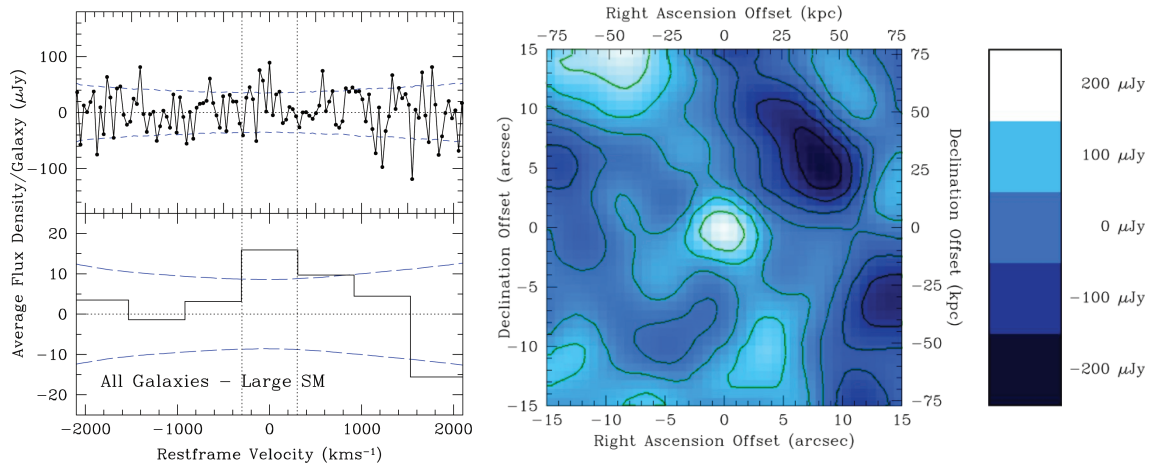 Average Flux Density/Galaxy (μJy)
100
0
−100
20
10
0
−10
−20
All Galaxies − Large SM
−2000 −1000 0 1000 2000
Restframe Velocity (kms⁻¹)
Right Ascension Offset (kpc)
−75 −50 −25 0 25 50 75
Declination Offset (arcsec)
15
10
5
0
−5
−10
−15
75
50
25
0
−25
−50
−75
Declination Offset (kpc)
−15 −10 −5 0 5 10 15
Right Ascension Offset (arcsec)
200 μJy
100 μJy
0 μJy
−100 μJy
−200 μJy